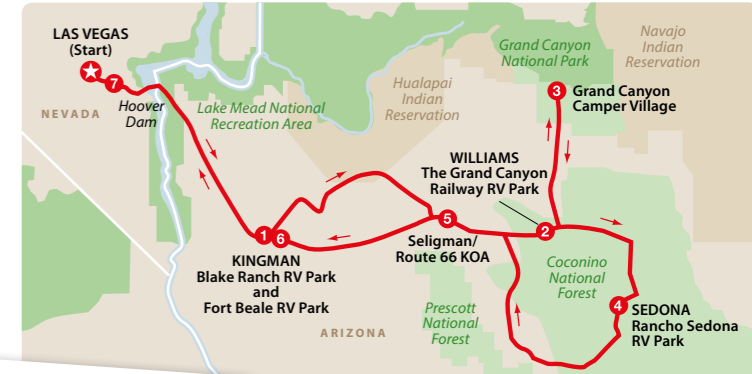 LAS VEGAS
(Start)
7
NEVADA
Hoover
Dam
Lake Mead National
Recreation Area
Hualapai
Indian
Reservation
Grand Canyon
National Park
Navajo
Indian
Reservation
3
Grand Canyon
Camper Village
WILLIAMS
The Grand Canyon
Railway RV Park
1
6
KINGMAN
Blake Ranch RV Park
and
Fort Beale RV Park
5
Seligman/
Route 66 KOA
2
Coconino
National
Forest
Prescott
National
Forest
4
SEDONA
Rancho Sedona
RV Park
ARIZONA